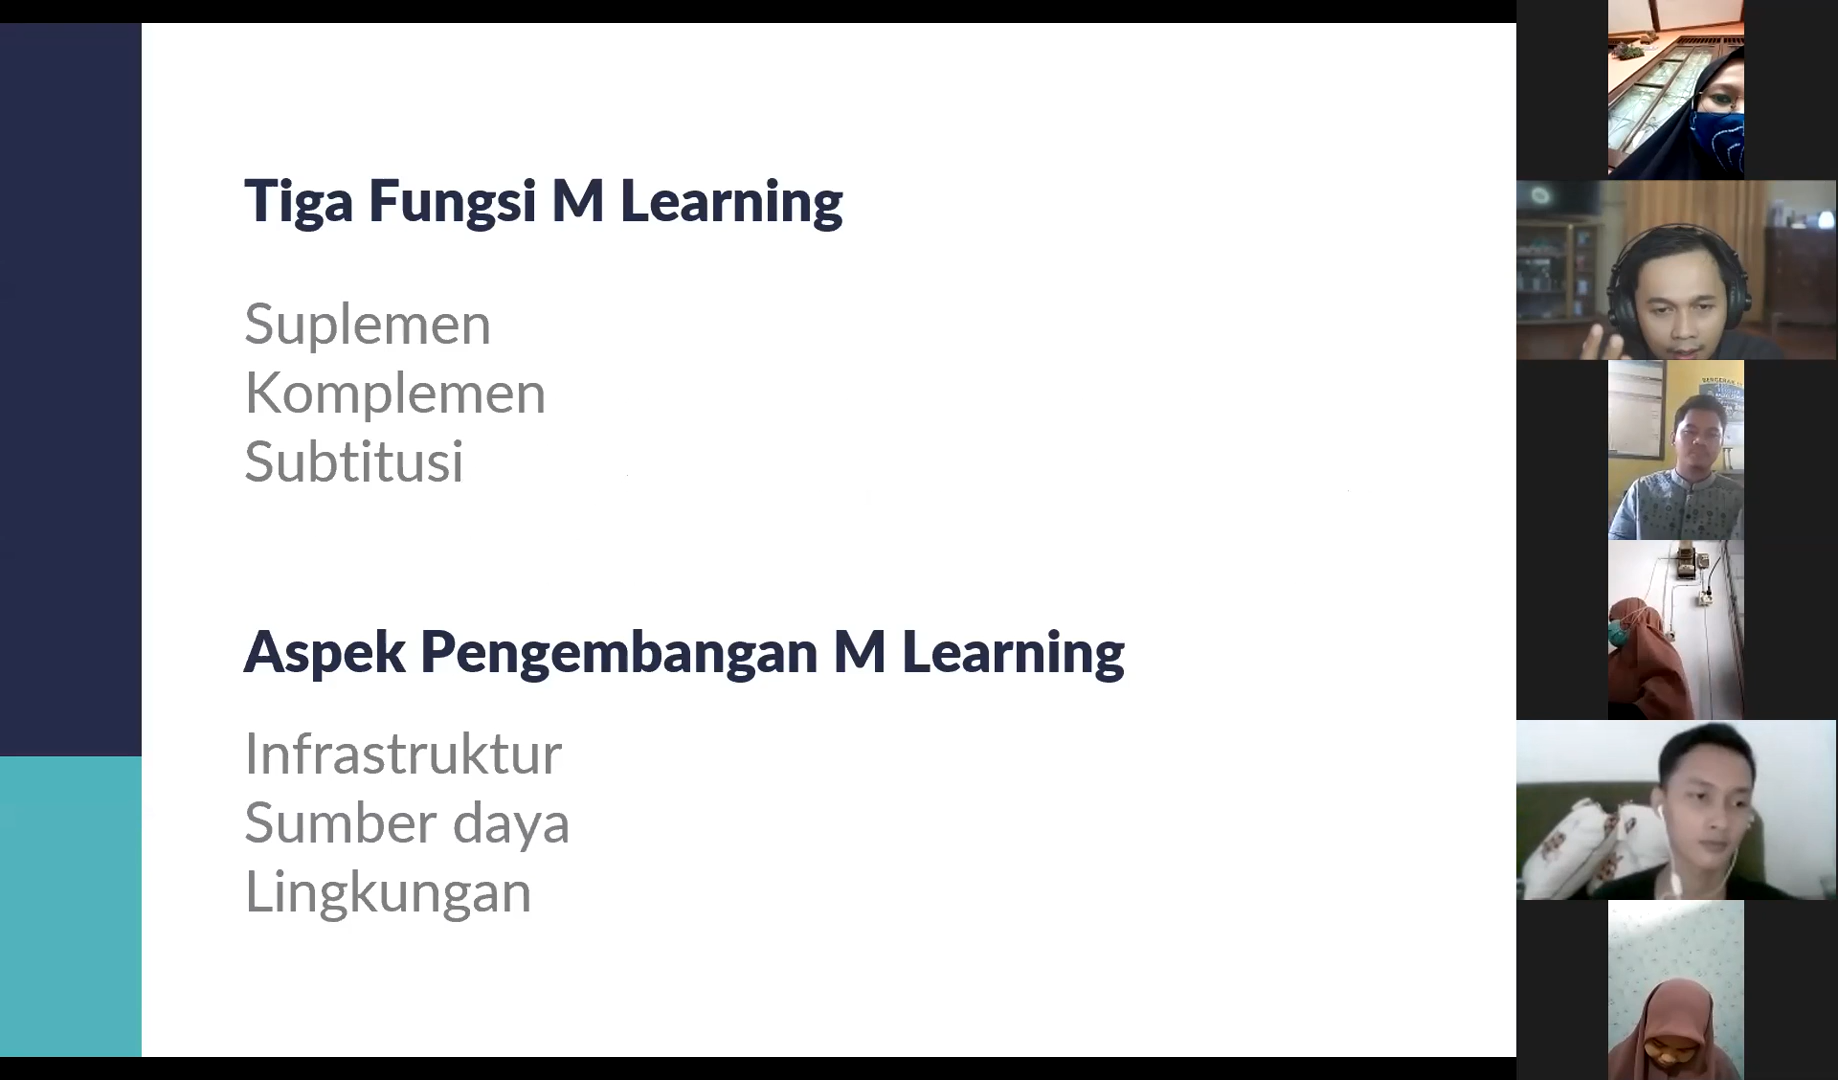 Tiga Fungsi M Learning
Suplemen
Komplemen
Subtitusi
Aspek Pengembangan M Learning
Infrastruktur
Sumber daya
Lingkungan